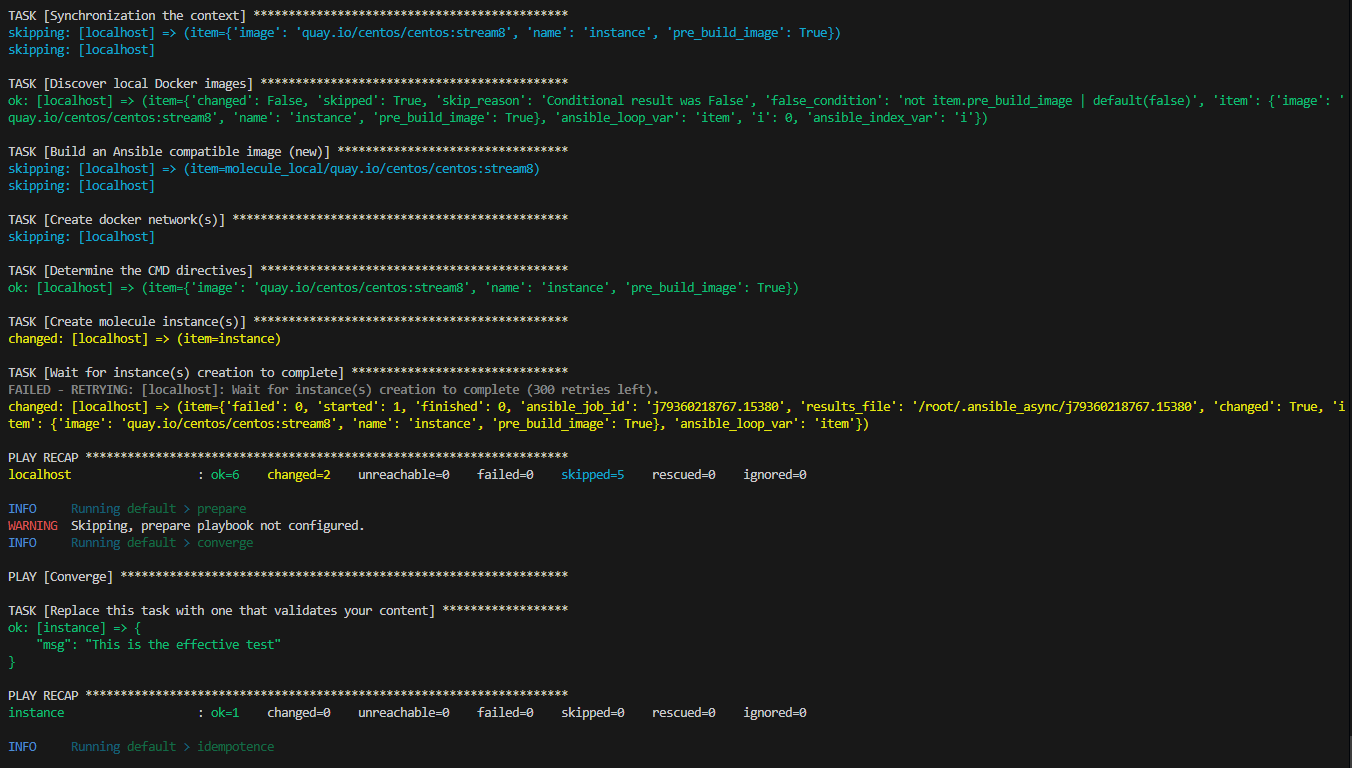 TASK [Synchronization the context] *********************************************
skipping: [localhost] => (item={'image': 'quay.io/centos/centos:stream8', 'name': 'instance', 'pre_build_image': True})
skipping: [localhost]
TASK [Discover local Docker images] ********************************************
ok: [localhost] => (item={'changed': False, 'skipped': True, 'skip_reason': 'Conditional result was False', 'false_condition': 'not item.pre_build_image | default(false)', 'item': {'image': '
quay.io/centos/centos:stream8', 'name': 'instance', 'pre_build_image': True}, 'ansible_loop_var': 'item', 'i': 0, 'ansible_index_var': 'i'})
TASK [Build an Ansible compatible image (new)] *********************************
skipping: [localhost] => (item=molecule_local/quay.io/centos/centos:stream8)
skipping: [localhost]
TASK [Create docker network(s)] ************************************************
skipping: [localhost]
TASK [Determine the CMD directives] ********************************************
ok: [localhost] => (item={'image': 'quay.io/centos/centos:stream8', 'name': 'instance', 'pre_build_image': True})
TASK [Create molecule instance(s)] *********************************************
changed: [localhost] => (item=instance)
TASK [Wait for instance(s) creation to complete] *******************************
FAILED - RETRYING: [localhost]: Wait for instance(s) creation to complete (300 retries left).
changed: [localhost] => (item={'failed': 0, 'started': 1, 'finished': 0, 'ansible_job_id': 'j79360218767.15380', 'results_file': '/root/.ansible_async/j79360218767.15380', 'changed': True, 'i
tem': {'image': 'quay.io/centos/centos:stream8', 'name': 'instance', 'pre_build_image': True}, 'ansible_loop_var': 'item'})
PLAY RECAP *********************************************************************
localhost                  : ok=6    changed=2    unreachable=0    failed=0    skipped=5    rescued=0    ignored=0
INFO     Running default > prepare
WARNING  Skipping, prepare playbook not configured.
INFO     Running default > converge
PLAY [Converge] ****************************************************************
TASK [Replace this task with one that validates your content] ******************
ok: [instance] => {
    "msg": "This is the effective test"
}
PLAY RECAP *********************************************************************
instance                   : ok=1    changed=0    unreachable=0    failed=0    skipped=0    rescued=0    ignored=0
INFO     Running default > idempotence